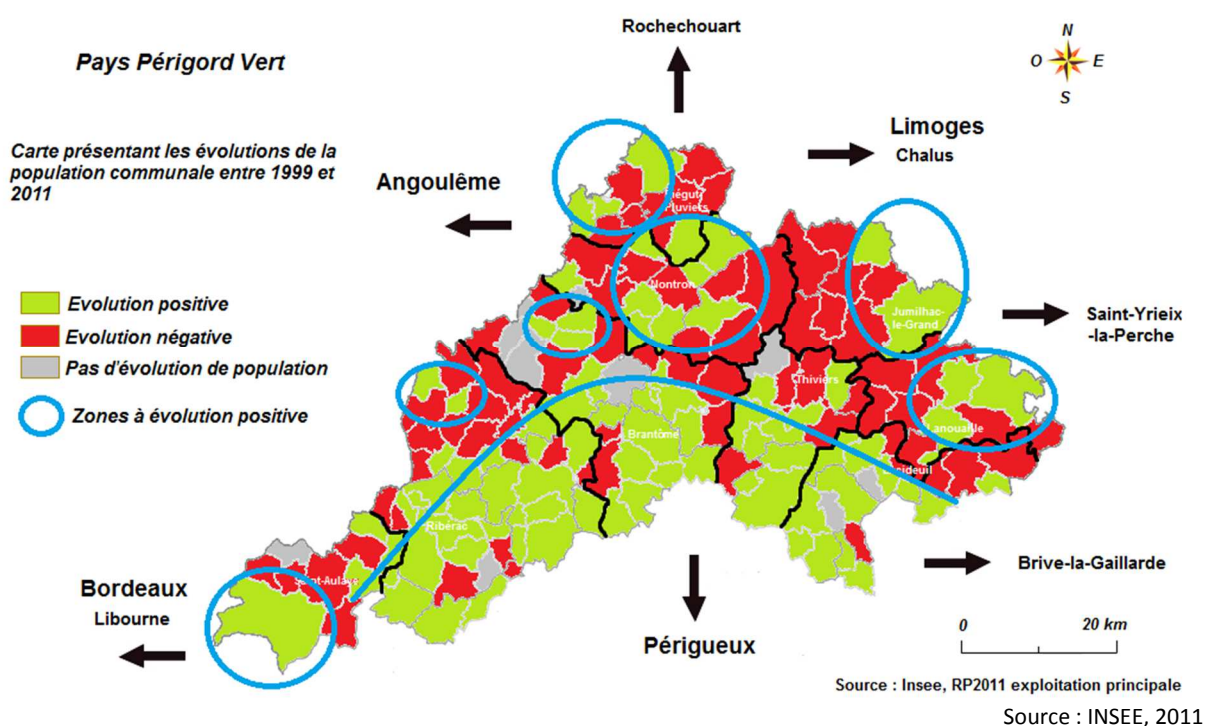 Rochechouart
Pays Périgord Vert
N
O E
S
Limoges
Chalus
Carte présentant les évolutions de la
population communale entre 1999 et
2011
Angoulême
Pluviers
Nontron
Evolution positive
Evolution négative
Pas d'évolution de population
Zones à évolution positive
Jumilhac-
le-Grand
Saint-Yrieix
-la-Perche
Thiviers
Lanouaille
Brantôme
Ribérac
Saint-Aulaye
Bordeaux
Libourne
Brive-la-Gaillarde
Périgueux
0 20 km
Source : Insee, RP2011 exploitation principale
Source : INSEE, 2011